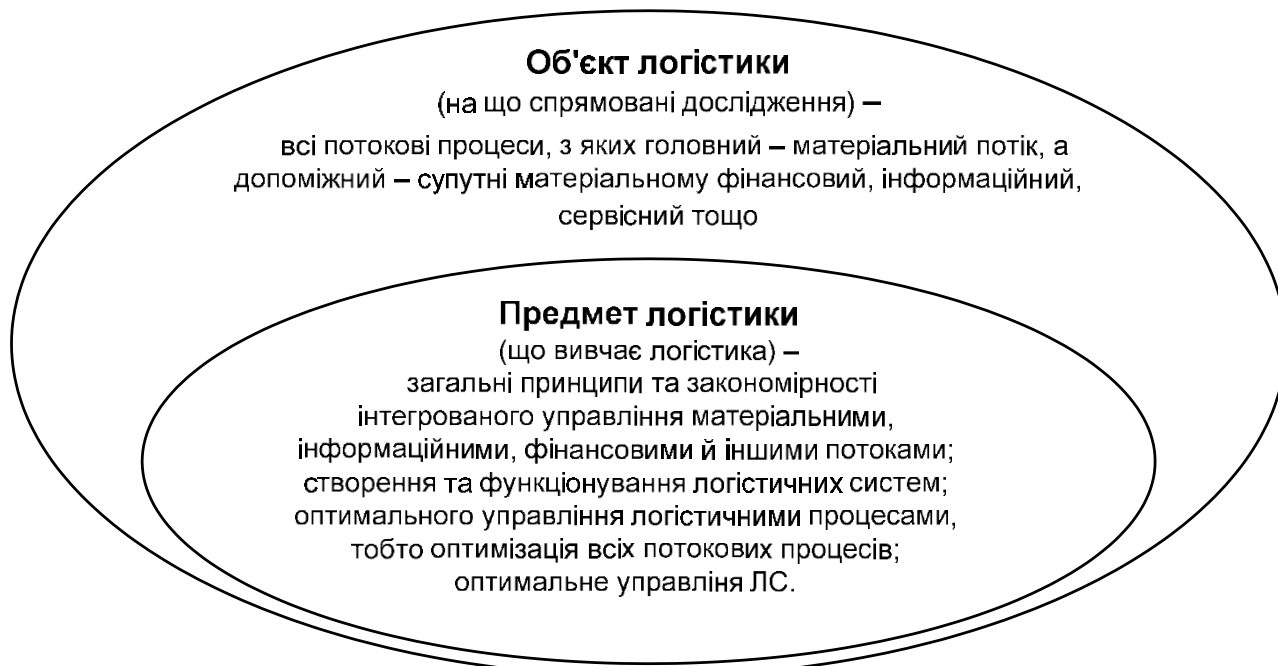 Об'єкт логістики
(на що спрямовані дослідження) –
всі потокові процеси, з яких головний – матеріальний потік, а
допоміжний – супутні матеріальному фінансовий, інформаційний,
сервісний тощо
Предмет логістики
(що вивчає логістика) –
загальні принципи та закономірності
інтегрованого управління матеріальними,
інформаційними, фінансовими й іншими потоками;
створення та функціонування логістичних систем;
оптимального управління логістичними процесами,
тобто оптимізація всіх потокових процесів;
оптимальне управліня ЛС.